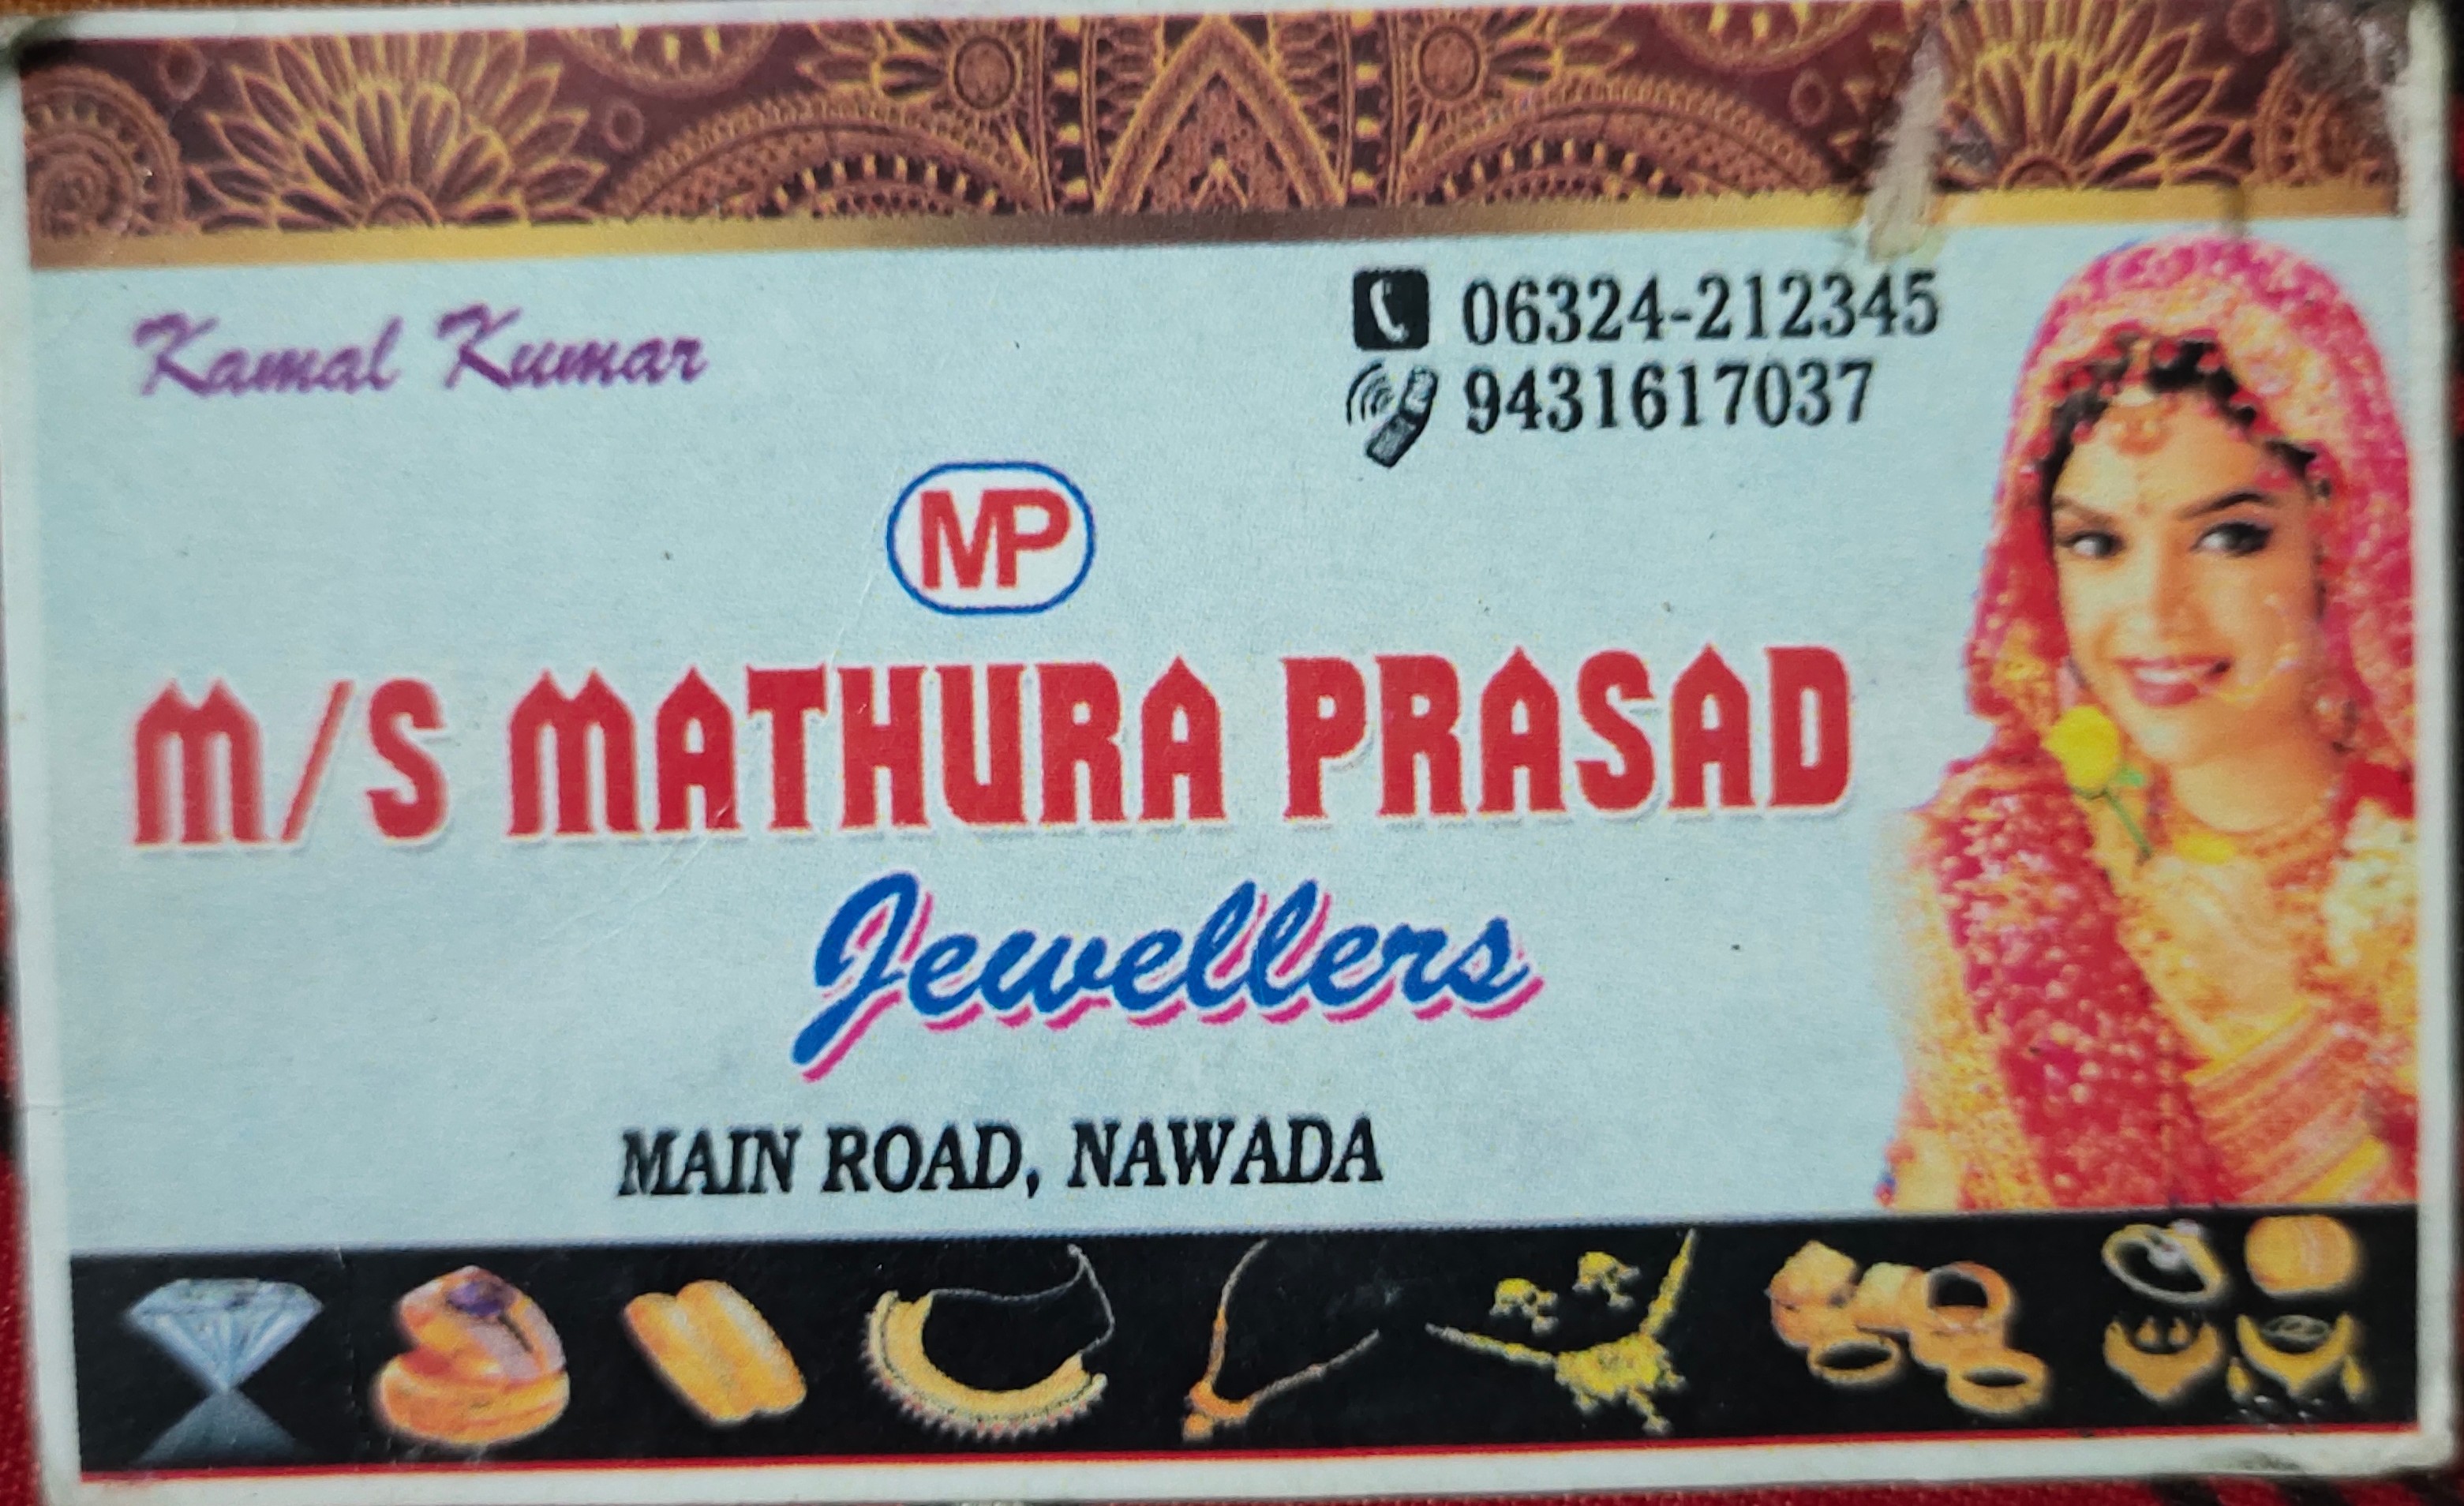 Kamal Kumar
06324-212345
9431617037
MP
M/S MATHURA PRASAD
Jewellers
MAIN ROAD, NAWADA